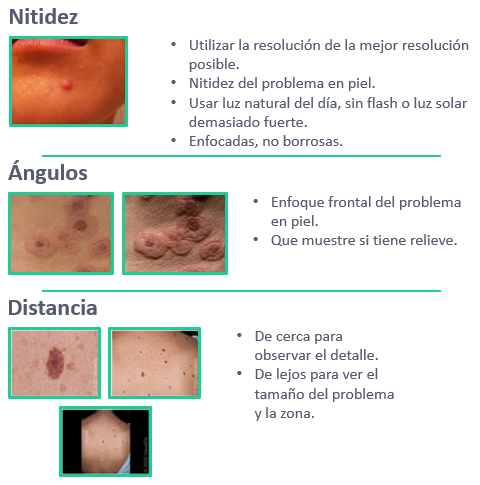 Nitidez
• Utilizar la resolución de la mejor resolución
posible.
• Nitidez del problema en piel.
• Usar luz natural del día, sin flash o luz solar
demasiado fuerte.
• Enfocadas, no borrosas.
Ángulos
• Enfoque frontal del problema
en piel.
• Que muestre si tiene relieve.
Distancia
• De cerca para
observar el detalle.
• De lejos para ver el
tamaño del problema
y la zona.